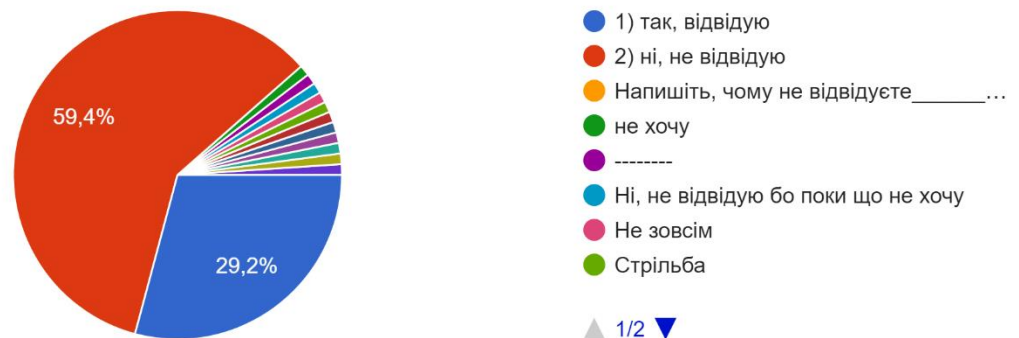 59,4%
29,2%
1) так, відвідую
2) ні, не відвідую
Напишіть, чому не відвідуєте______…
не хочу
--------
Ні, не відвідую бо поки що не хочу
Не зовсім
Стрільба
1/2